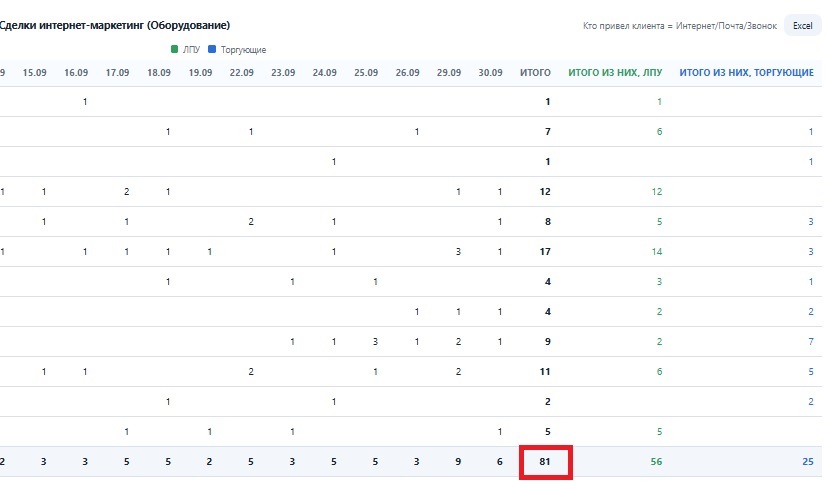 Сделки интернет-маркетинг (Оборудование) Кто привел клиента = Интернет/Почта/Звонок Excel
ЛПУ Торгующие
9 15.09 16.09 17.09 18.09 19.09 22.09 23.09 24.09 25.09 26.09 29.09 30.09 ИТОГО ИТОГО ИЗ НИХ, ЛПУ ИТОГО ИЗ НИХ, ТОРГУЮЩИЕ
1 1 1
1 1 1 7 6 1
1 1 1
1 1 2 1 1 1 12 12
1 1 2 1 1 8 5 3
1 1 1 1 1 1 3 1 17 14 3
1 1 1 4 3 1
1 1 1 4 2 2
1 1 3 1 2 1 9 2 7
1 1 2 1 2 11 6 5
1 1 2 2
1 1 1 1 5 5
2 3 3 5 5 2 5 3 5 5 3 9 6 81 56 25